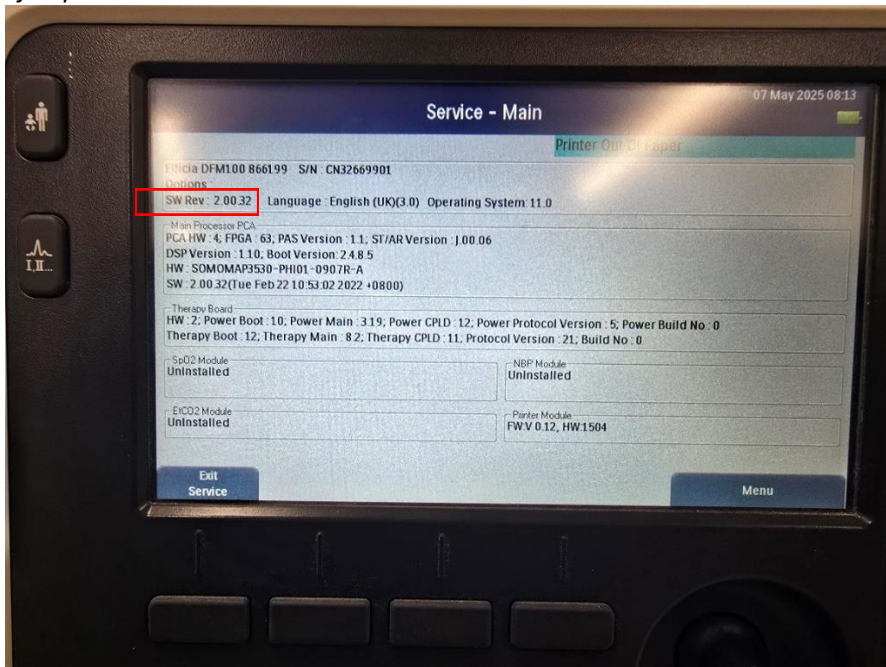 07 May 2025 08:13
Service - Main
Printer Out Of Paper
Efficia DFM100 866199 S/N : CN32669901
Options :
SW Rev : 2.00.32 Language : English (UK)(3.0) Operating System: 11.0
Main Processor PCA
PCA HW : 4; FPGA : 63; PAS Version : 1.1; ST/AR Version : J.00.06
DSP Version : 1.10; Boot Version: 2.4.8.5
HW : SOMOMAP3530-PHI01-0907R-A
SW : 2.00.32(Tue Feb 22 10:53:02 2022 +0800)
Therapy Board
HW : 2; Power Boot : 10; Power Main : 3.19; Power CPLD : 12; Power Protocol Version : 5; Power Build No : 0
Therapy Boot : 12; Therapy Main : 8.2; Therapy CPLD : 11; Protocol Version : 21; Build No : 0
SpO2 Module
Uninstalled
NBP Module
Uninstalled
EtCO2 Module
Uninstalled
Printer Module
FW:V 0.12, HW:1504
Exit
Service
Menu
I,II...